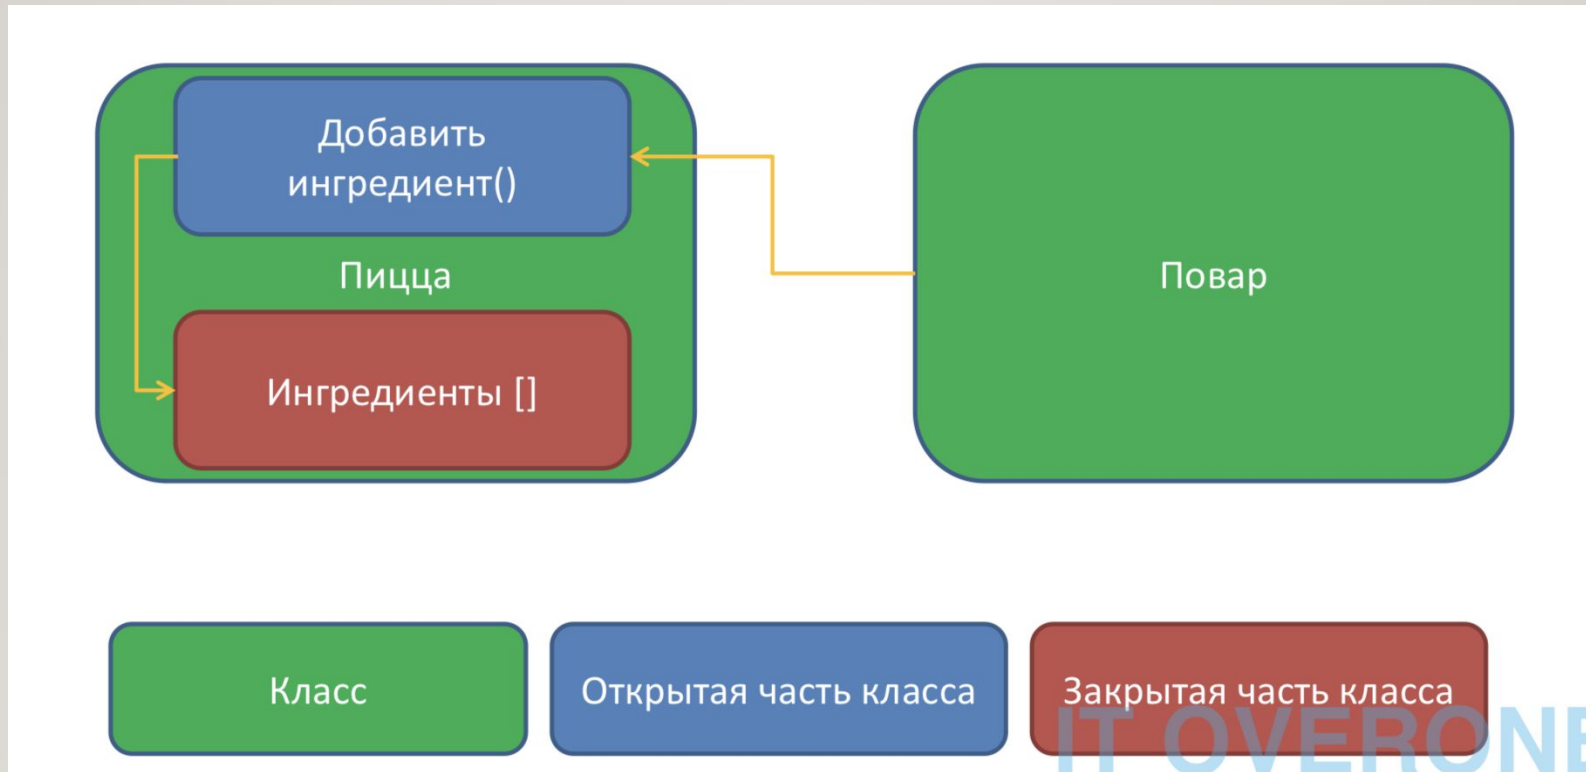 Добавить
ингредиент()
Пицца
Ингредиенты []
Повар
Класс
Открытая часть класса
Закрытая часть класса
IT OVERONE